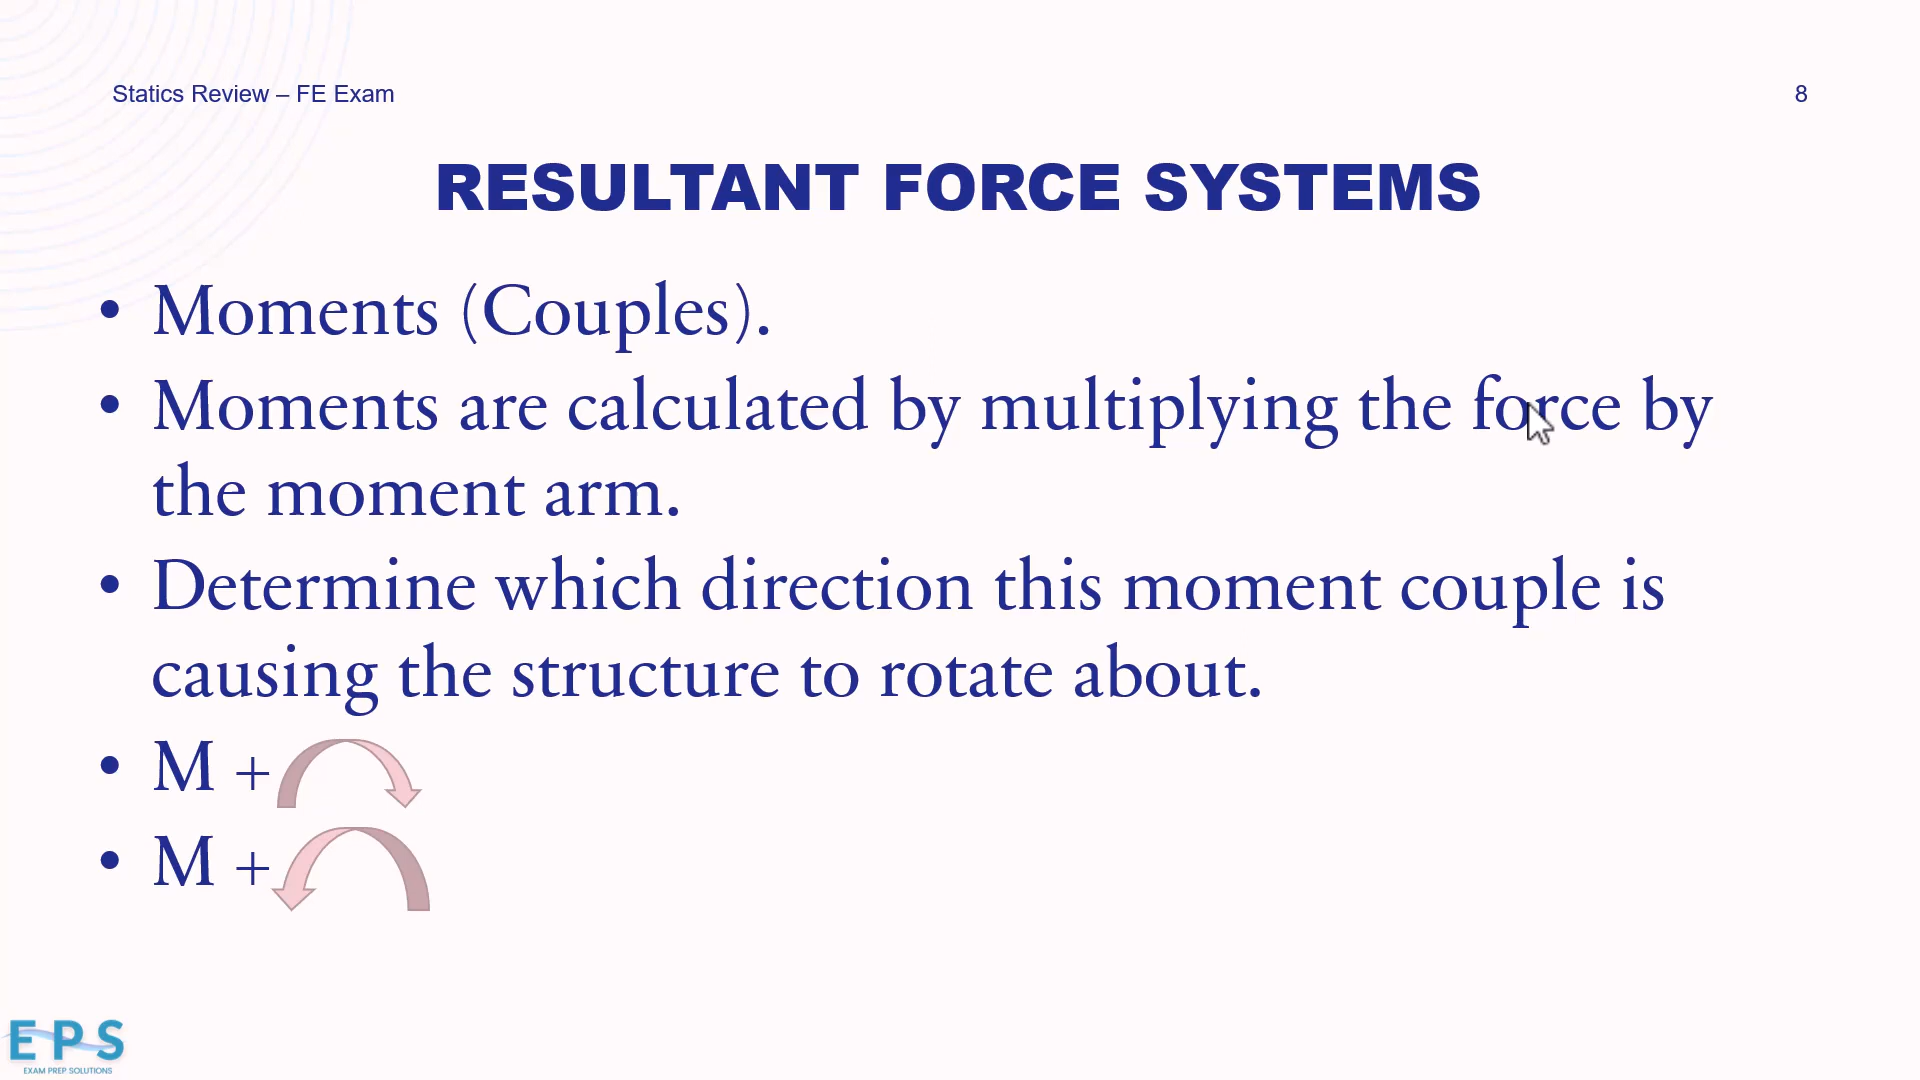 Statics Review – FE Exam
8
RESULTANT FORCE SYSTEMS
• Moments (Couples).
• Moments are calculated by multiplying the force by
the moment arm.
• Determine which direction this moment couple is
causing the structure to rotate about.
• M +
• M +
EPS
EXAM PREP SOLUTIONS